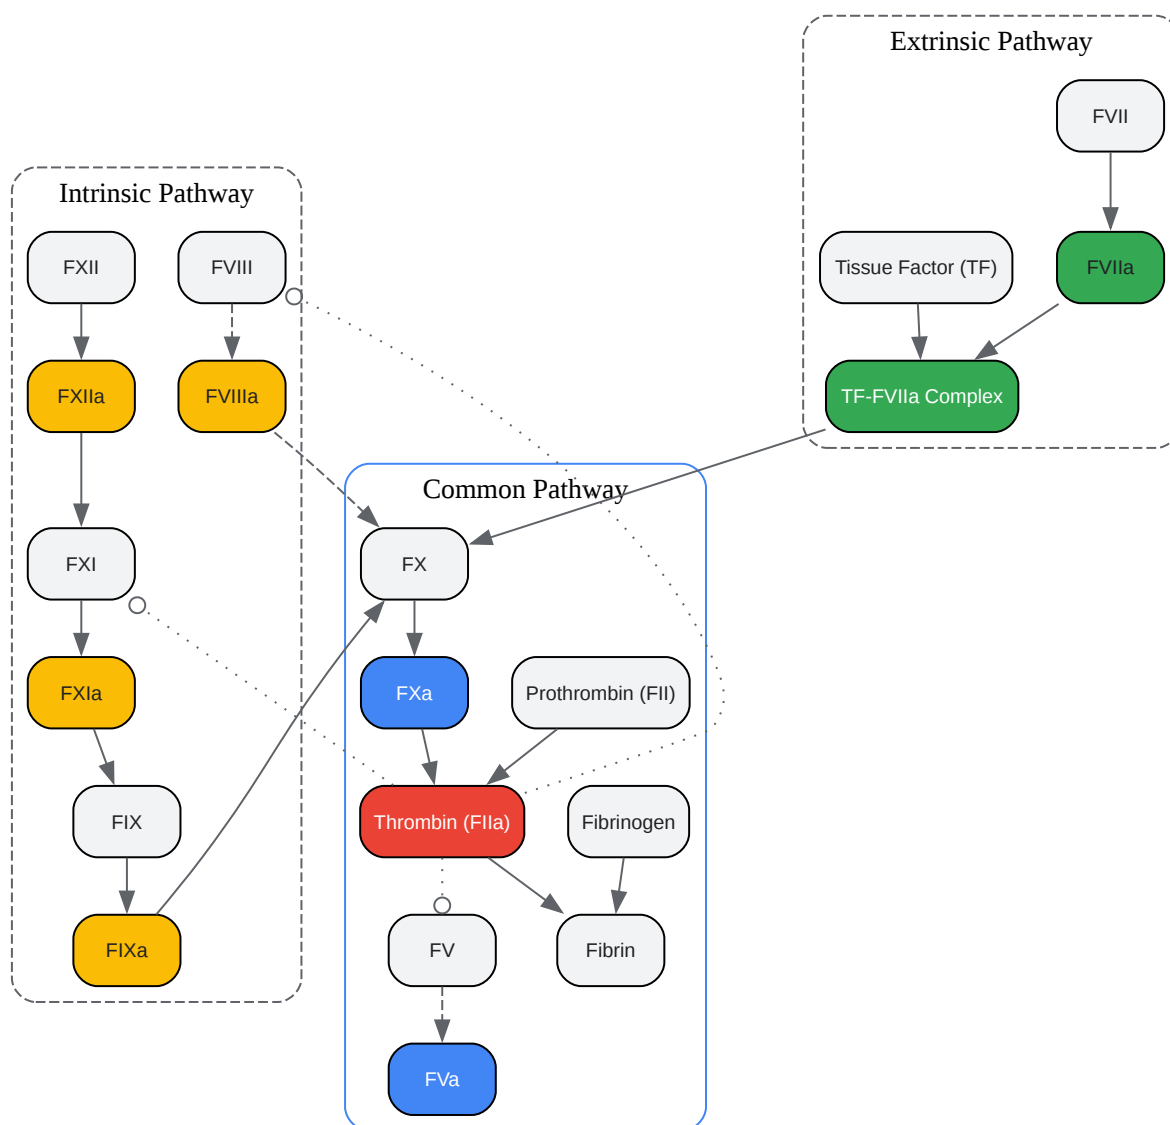 Extrinsic Pathway
FVII
Tissue Factor (TF)
FVIIa
TF-FVIIa Complex
Intrinsic Pathway
FXII
FVIII
FXIIa
FVIIIa
FXI
FXIa
FIX
FIXa
Common Pathway
FX
FXa
Prothrombin (FII)
Thrombin (FIIa)
Fibrinogen
FV
Fibrin
FVa